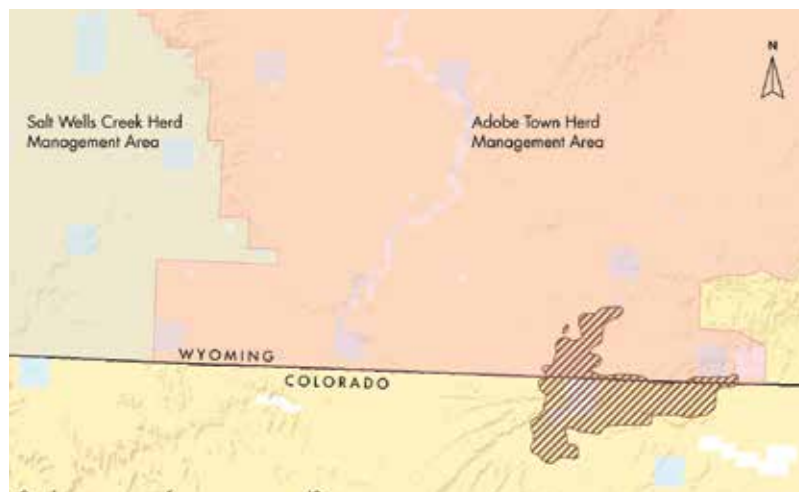 N
Salt Wells Creek Herd
Management Area
Adobe Town Herd
Management Area
WYOMING
COLORADO